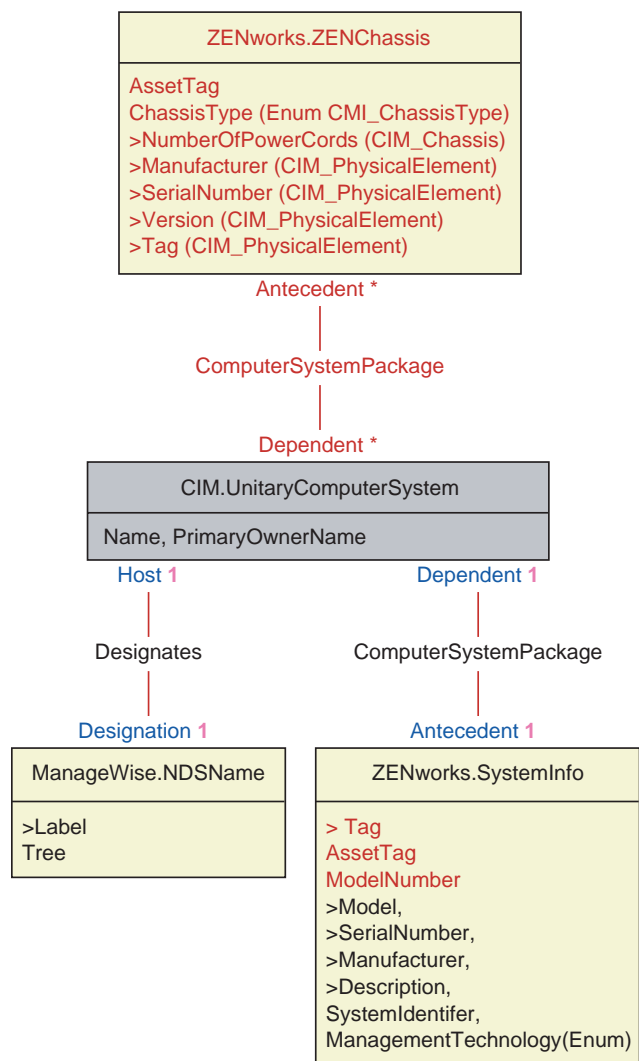 ZENworks.ZENChassis
AssetTag
ChassisType (Enum CMI_ChassisType)
>NumberOfPowerCords (CIM_Chassis)
>Manufacturer (CIM_PhysicalElement)
>SerialNumber (CIM_PhysicalElement)
>Version (CIM_PhysicalElement)
>Tag (CIM_PhysicalElement)
Antecedent *
ComputerSystemPackage
Dependent *
CIM.UnitaryComputerSystem
Name, PrimaryOwnerName
Host 1
Dependent 1
Designates
ComputerSystemPackage
Designation 1
Antecedent 1
ManageWise.NDSName
>Label
Tree
ZENworks.SystemInfo
> Tag
AssetTag
ModelNumber
>Model,
>SerialNumber,
>Manufacturer,
>Description,
SystemIdentifer,
ManagementTechnology(Enum)